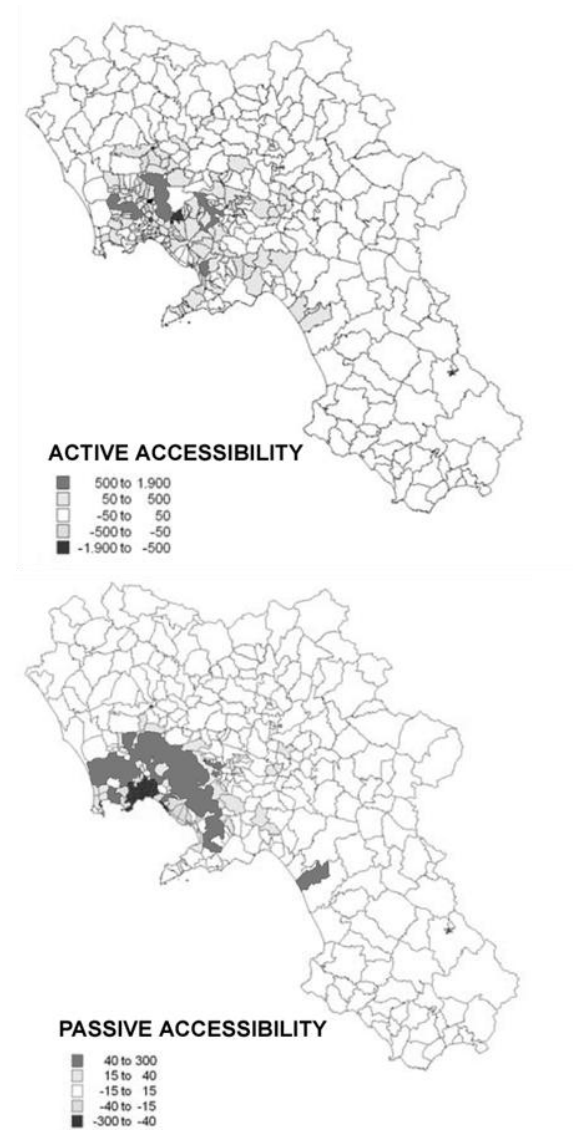 ACTIVE ACCESSIBILITY
500 to 1.900
50 to 500
-50 to 50
-500 to -50
-1.900 to -500
PASSIVE ACCESSIBILITY
40 to 300
15 to 40
-15 to 15
-40 to -15
-300 to -40